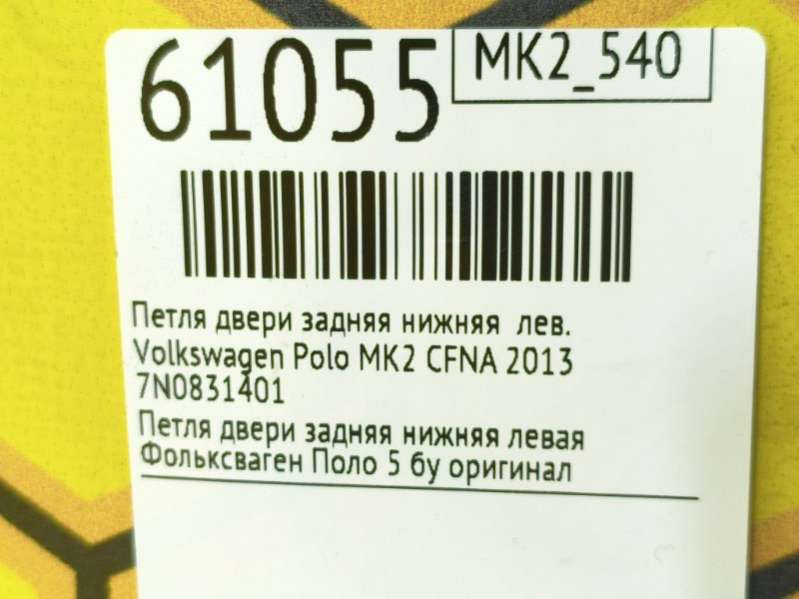 61055
MK2_540
Петля двери задняя нижняя лев.
Volkswagen Polo MK2 CFNA 2013
7N0831401
Петля двери задняя нижняя левая
Фольксваген Поло 5 бу оригинал